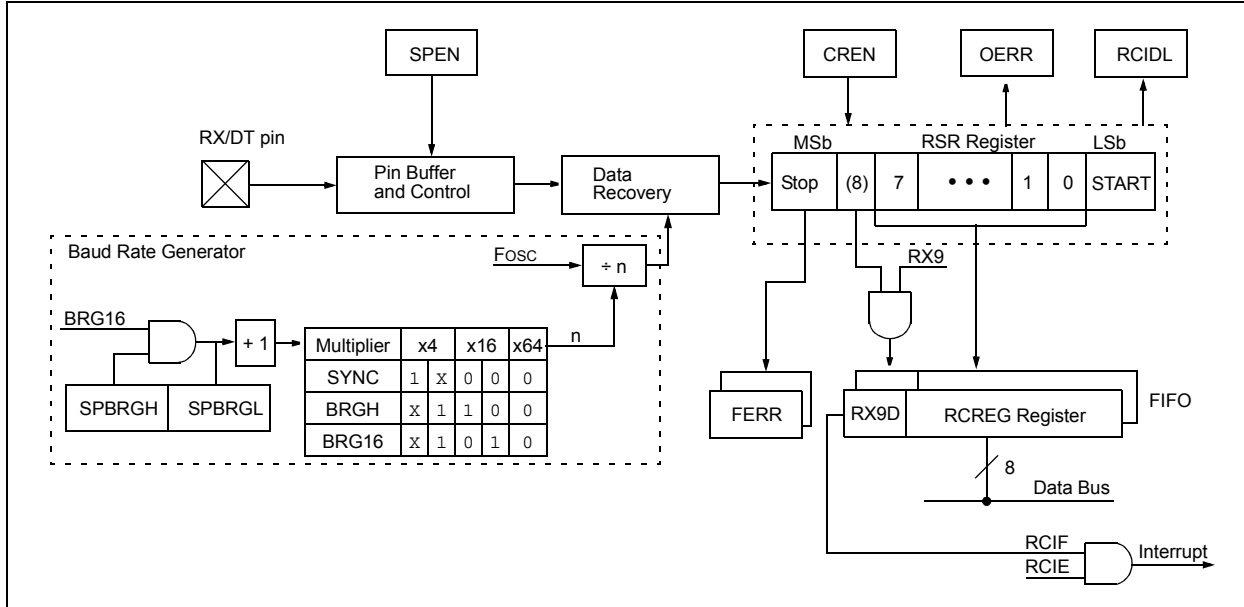 SPEN
CREN
OERR
RCIDL
RX/DT pin
Pin Buffer
and Control
Data
Recovery
MSb RSR Register LSb
Stop (8) 7 • • • 1 0 START
Baud Rate Generator
FOSC
÷ n
RX9
BRG16
+ 1
n
SPBRGH SPBRGL
Multiplier x4 x16 x64
SYNC 1 X 0 0 0
BRGH X 1 1 0 0
BRG16 X 1 0 1 0
FERR
RX9D RCREG Register
FIFO
8
Data Bus
RCIF
RCIE
Interrupt